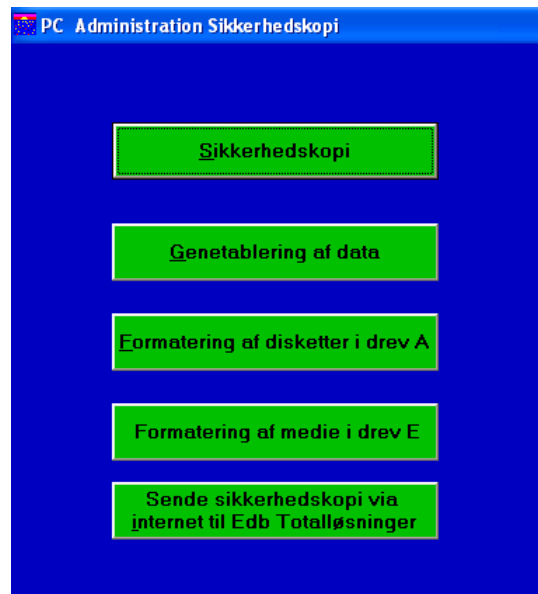 PC Administration Sikkerhedskopi
Sikkerhedskopi
Genetablering af data
Formatering af disketter i drev A
Formatering af medie i drev E
Sende sikkerhedskopi via
internet til Edb Totalløsninger